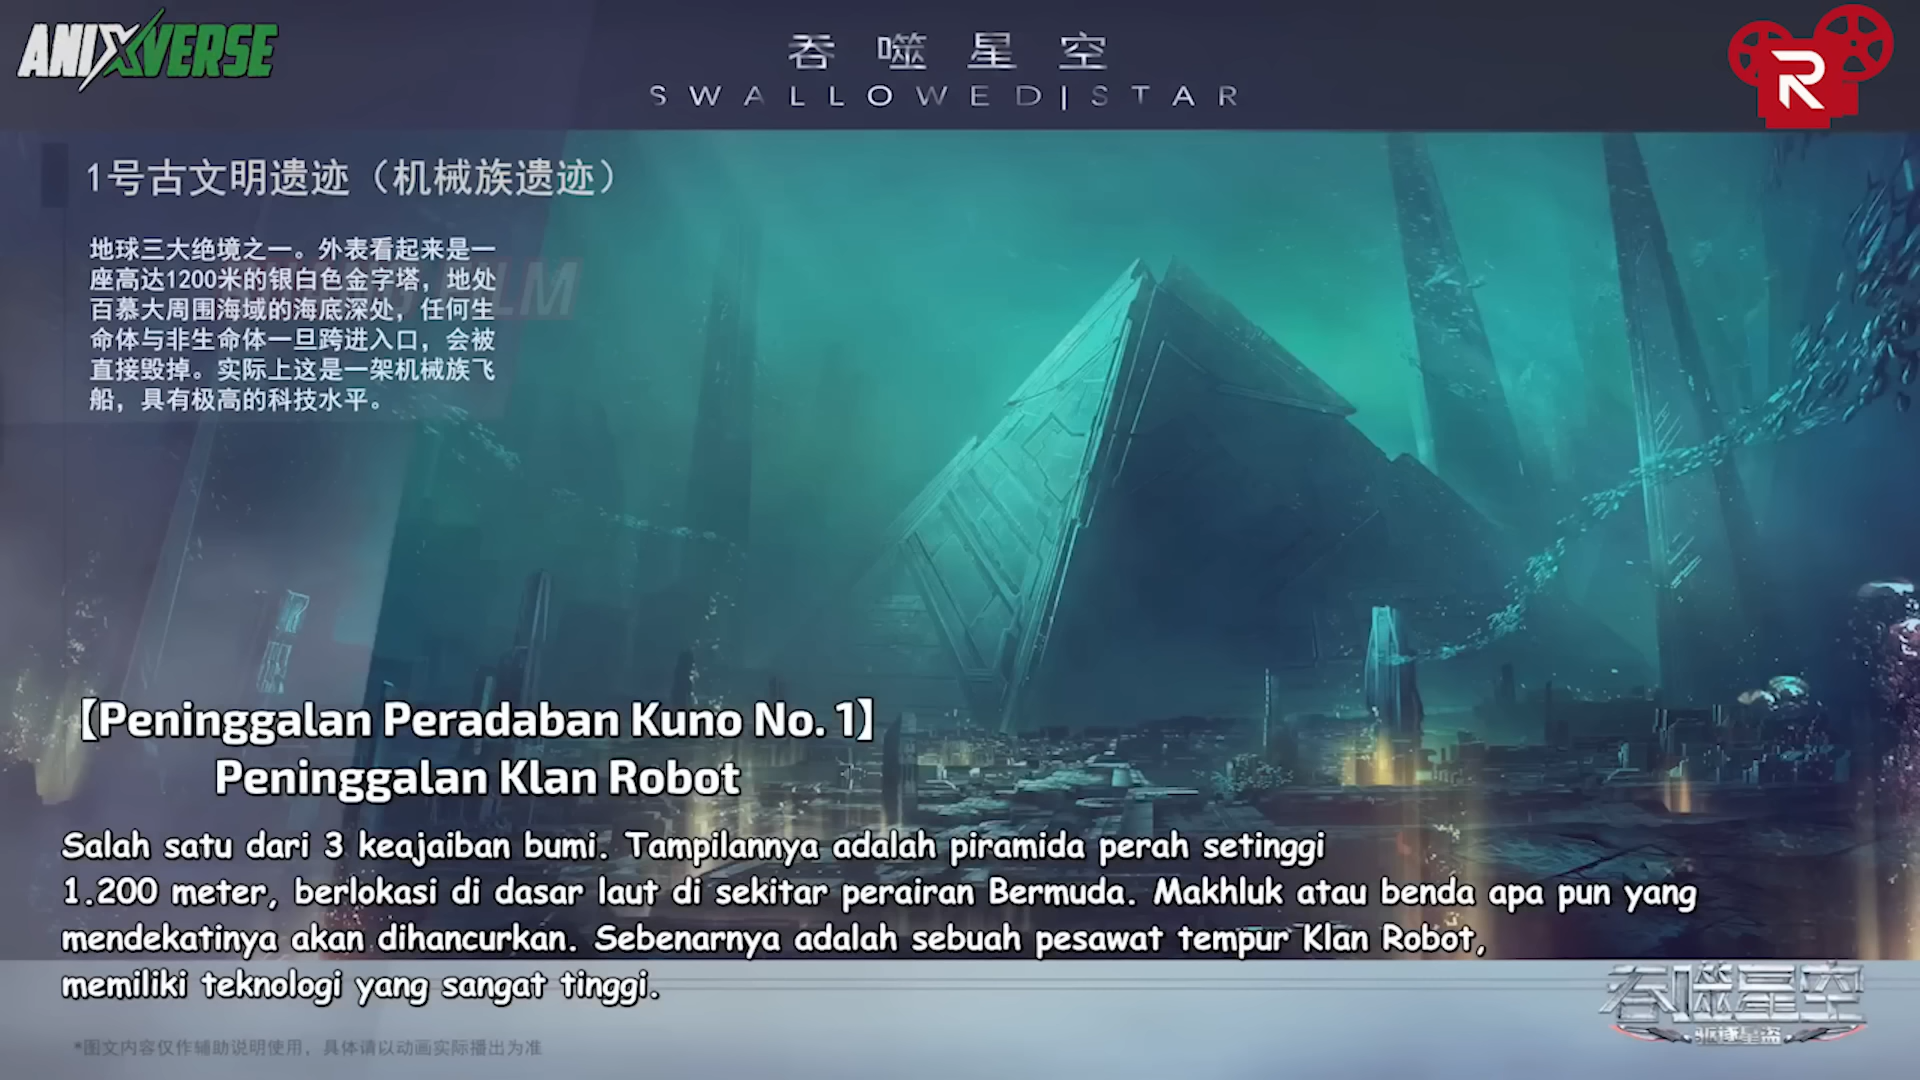 ANIXVERSE
吞噬星空
SWALLOWED|STAR
R
1号古文明遗迹（机械族遗迹）
地球三大绝境之一。外表看起来是一
座高达1200米的银白色金字塔，地处
百慕大周围海域的海底深处，任何生
命体与非生命体一旦跨进入口，会被
直接毁掉。实际上这是一架机械族飞
船，具有极高的科技水平。
【Peninggalan Peradaban Kuno No. 1】
Peninggalan Klan Robot
Salah satu dari 3 keajaiban bumi. Tampilannya adalah piramida perah setinggi
1.200 meter, berlokasi di dasar laut di sekitar perairan Bermuda. Makhluk atau benda apa pun yang
mendekatinya akan dihancurkan. Sebenarnya adalah sebuah pesawat tempur Klan Robot,
memiliki teknologi yang sangat tinggi.
吞噬星空
驱逐星盗
*图文内容仅作辅助说明使用，具体请以动画实际播出为准